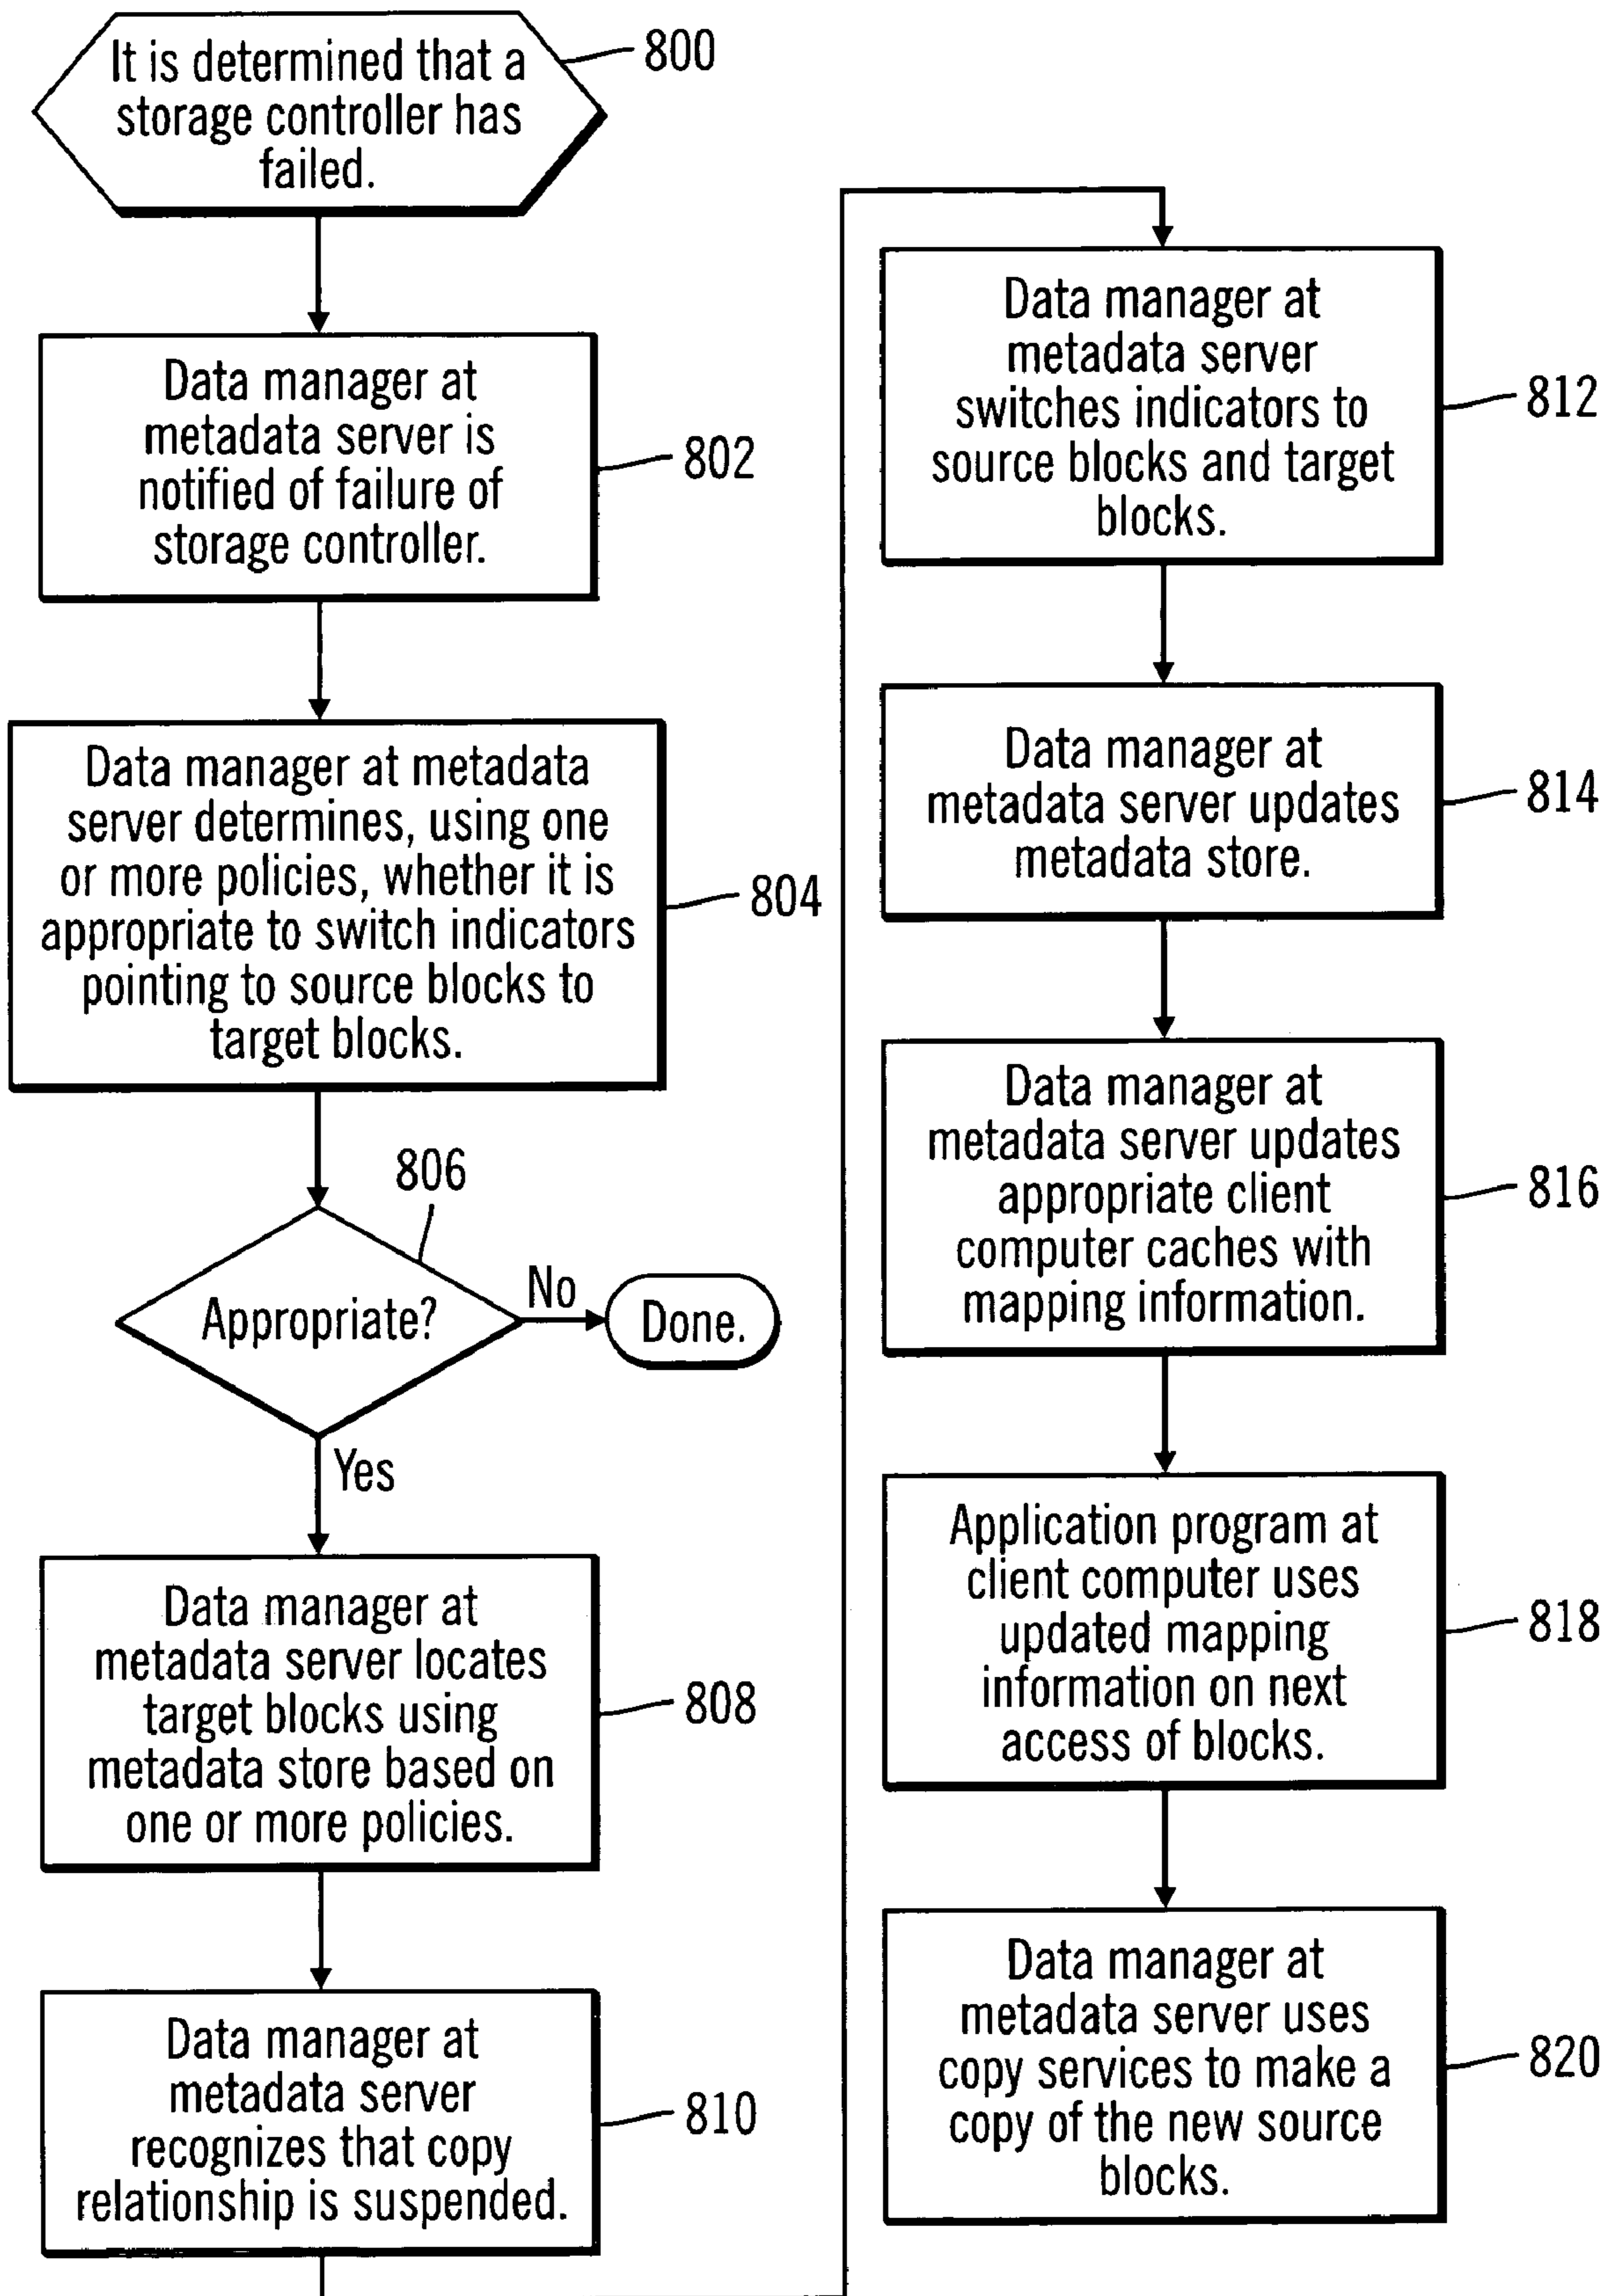 It is determined that a
storage controller has
failed.
800
Data manager at
metadata server is
notified of failure of
storage controller.
802
Data manager at metadata
server determines, using one
or more policies, whether it is
appropriate to switch indicators
pointing to source blocks to
target blocks.
804
806
Appropriate?
No
Done.
Yes
Data manager at
metadata server locates
target blocks using
metadata store based on
one or more policies.
808
Data manager at
metadata server
recognizes that copy
relationship is suspended.
810
Data manager at
metadata server
switches indicators to
source blocks and target
blocks.
812
Data manager at
metadata server updates
metadata store.
814
Data manager at
metadata server updates
appropriate client
computer caches with
mapping information.
816
Application program at
client computer uses
updated mapping
information on next
access of blocks.
818
Data manager at
metadata server uses
copy services to make a
copy of the new source
blocks.
820